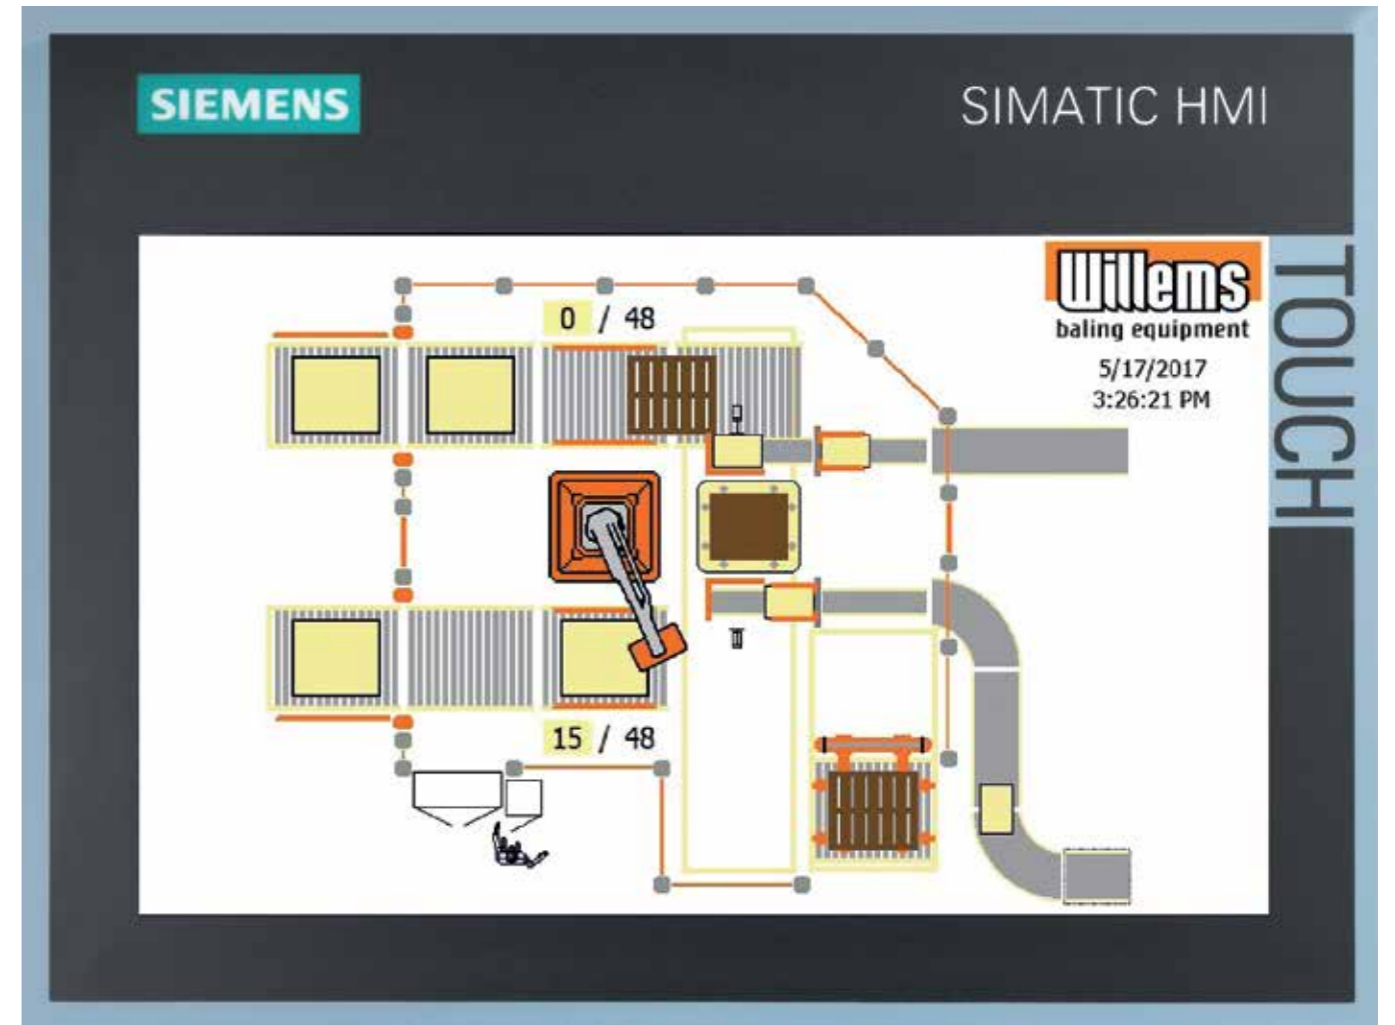 SIEMENS
SIMATIC HMI
TOUCH
Willems
baling equipment
5/17/2017
3:26:21 PM
0 / 48
15 / 48